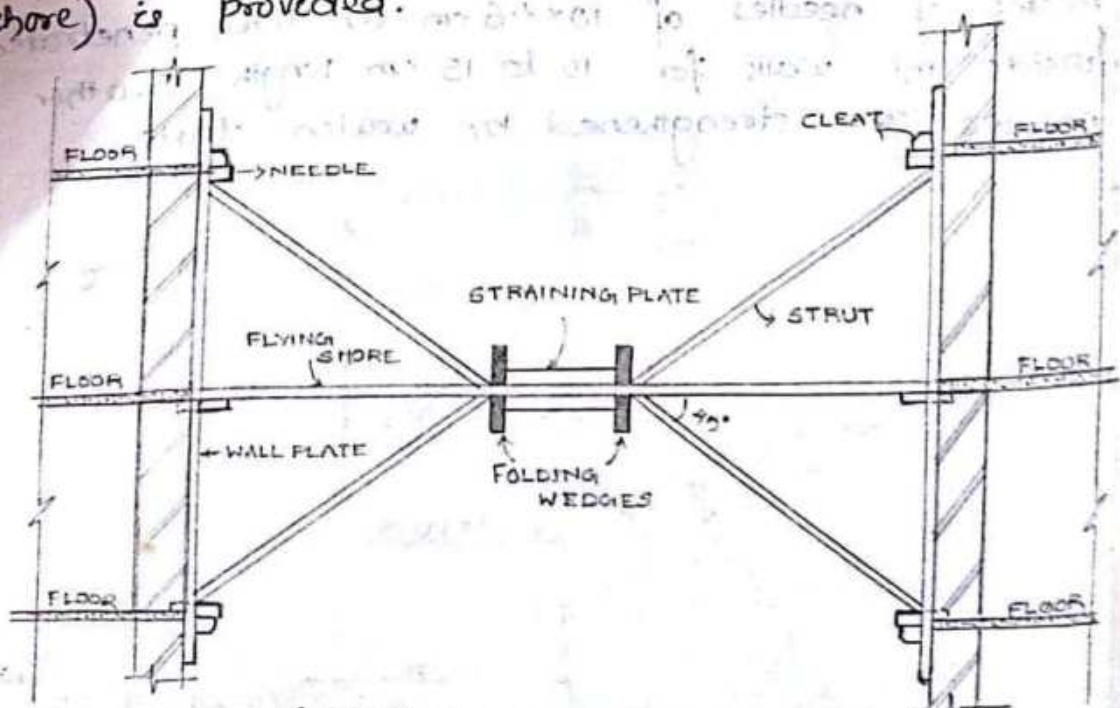 shore) is provided.
CLEAT
FLOOR
FLOOR
→NEEDLE
STRAINING PLATE
STRUT
FLYING
SHORE
FLOOR
FLOOR
45°
WALL PLATE
FOLDING
WEDGES
FLOOR
FLOOR